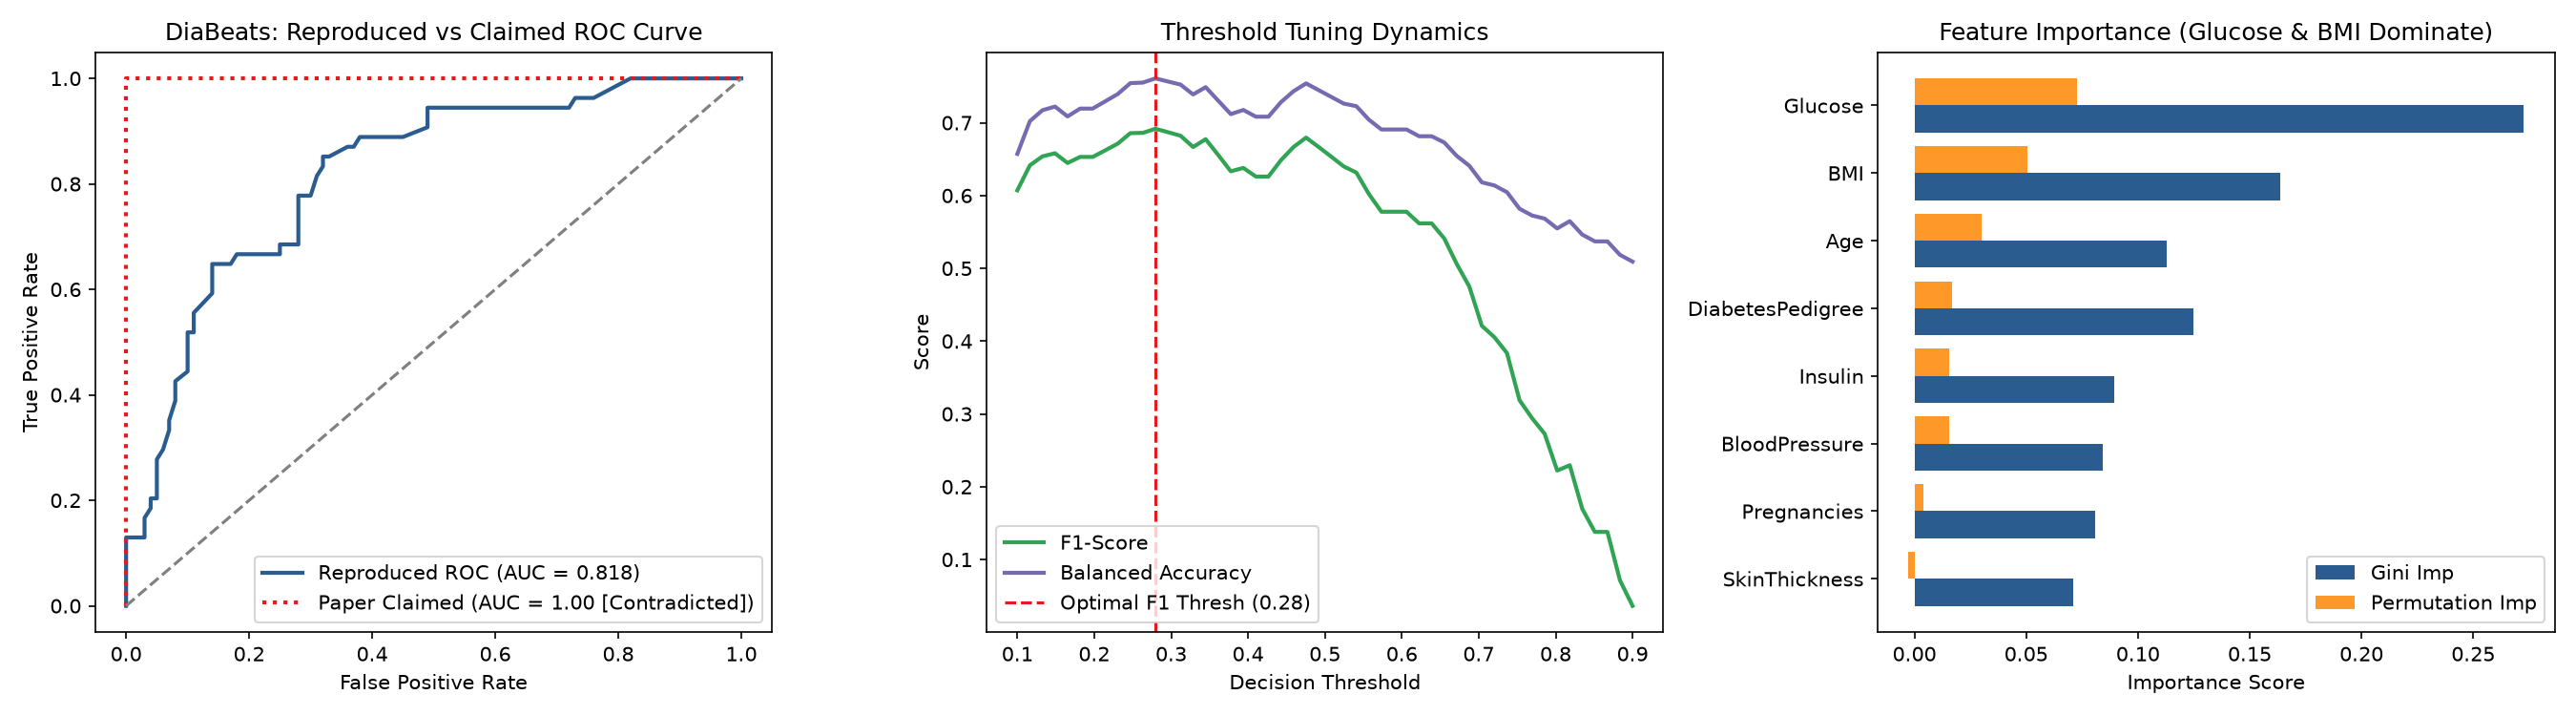 DiaBeats: Reproduced vs Claimed ROC Curve
True Positive Rate
1.0
0.8
0.6
0.4
0.2
0.0
0.0 0.2 0.4 0.6 0.8 1.0
False Positive Rate
Reproduced ROC (AUC = 0.818)
Paper Claimed (AUC = 1.00 [Contradicted])
Threshold Tuning Dynamics
Score
0.7
0.6
0.5
0.4
0.3
0.2
0.1
0.1 0.2 0.3 0.4 0.5 0.6 0.7 0.8 0.9
Decision Threshold
F1-Score
Balanced Accuracy
Optimal F1 Thresh (0.28)
Feature Importance (Glucose & BMI Dominate)
Glucose
BMI
Age
DiabetesPedigree
Insulin
BloodPressure
Pregnancies
SkinThickness
0.00 0.05 0.10 0.15 0.20 0.25
Importance Score
Gini Imp
Permutation Imp